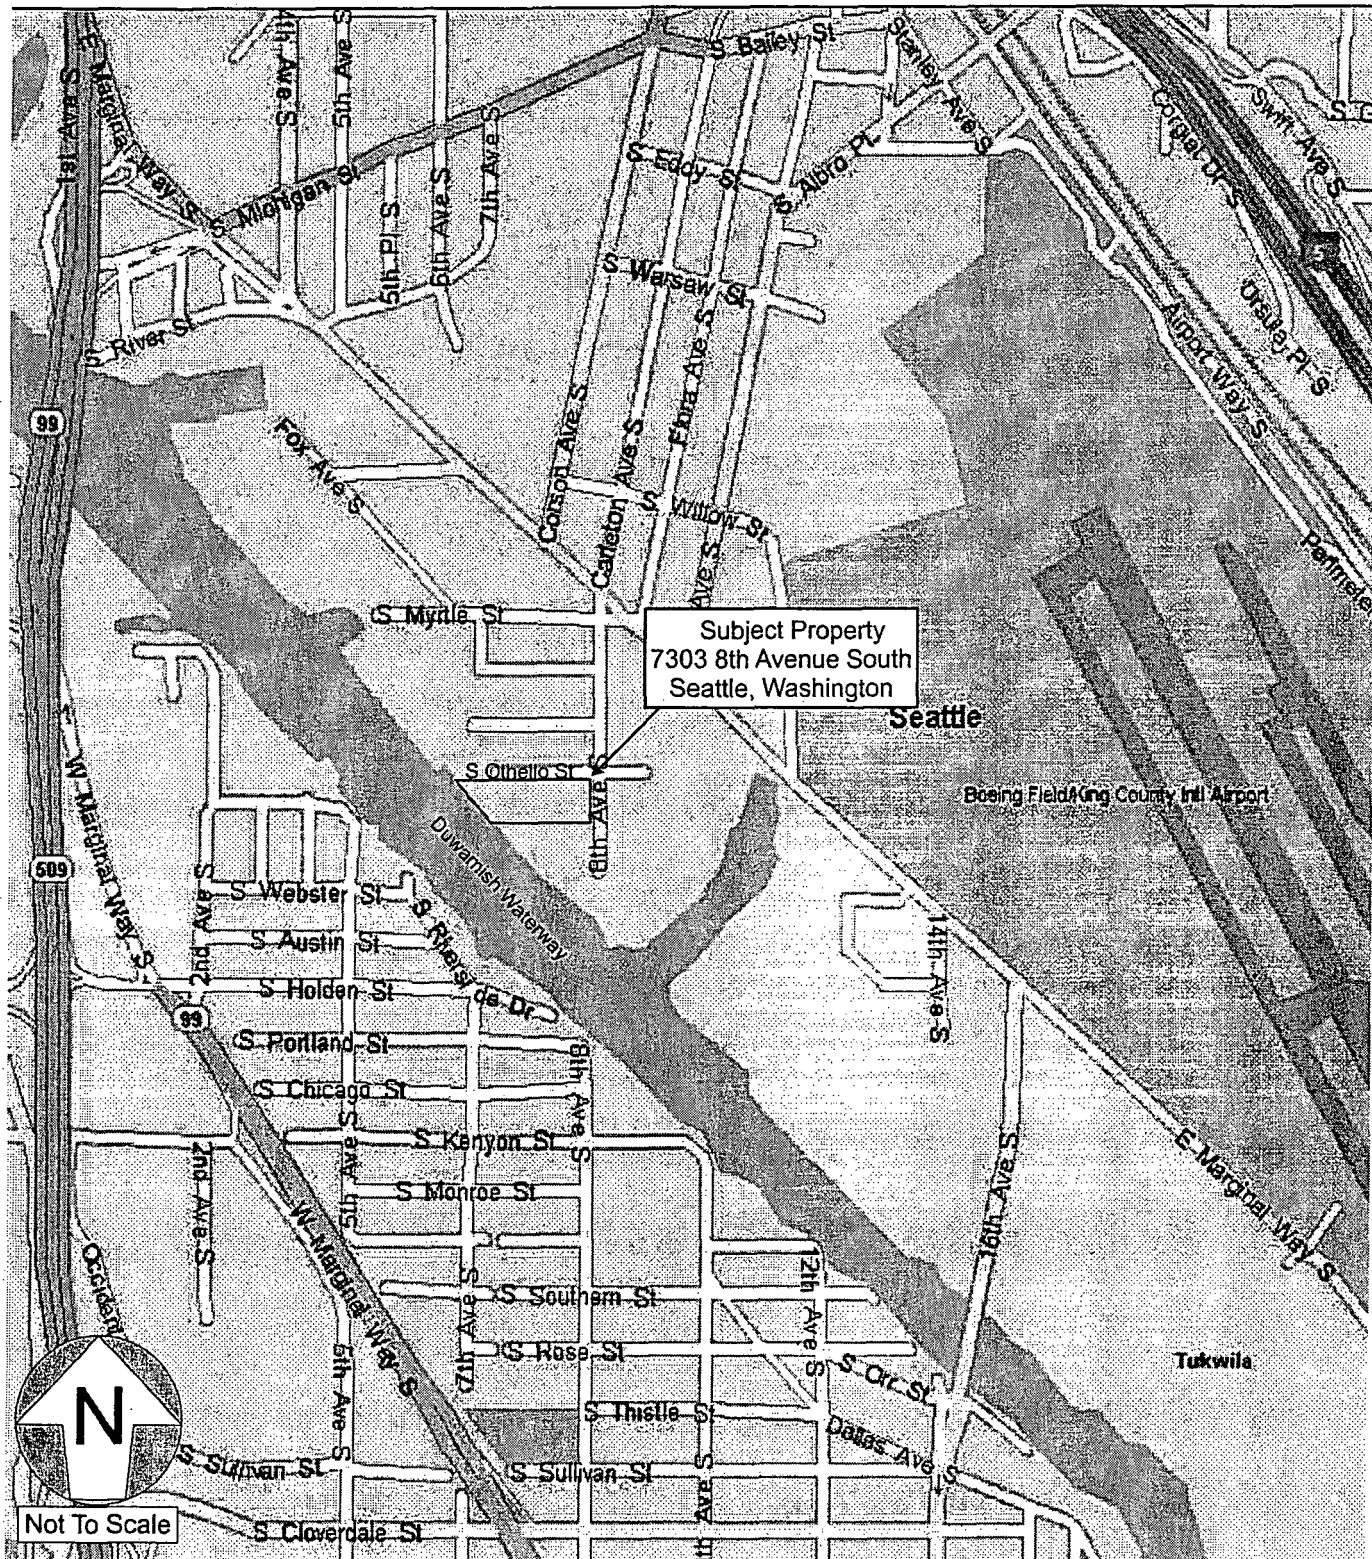 S Bailey St
Stanley Ave S
4th Ave S
5th Ave S
1st Ave S
E Marginal Way S
S Michigan St
5th Pl S
6th Ave S
7th Ave S
S Eddy St
S Albro Pl
Corgiat Dr S
Swift Ave S
S Warsaw St
Ursula Pl S
Airport Way S
S River St
99
Fox Ave S
Corson Ave S
Carleton Ave S
Flora Ave S
S Willow St
Ave S
Perimeter
S Myrtle St
Subject Property
7303 8th Avenue South
Seattle, Washington
Seattle
S Othello St
8th Ave S
Boeing Field/King County Intl Airport
Duwamish Waterway
W Marginal Way S
509
2nd Ave S
S Webster St
S Riverside Dr
S Austin St
S Holden St
99
14th Ave S
S Portland St
S Chicago St
8th Ave S
S Kenyon St
S Monroe St
2nd Ave S
5th Ave S
W Marginal Way S
16th Ave S
E Marginal Way S
7th Ave S
S Southern St
12th Ave S
S Rose St
S Orr St
Tukwila
N
5th Ave S
S Thistle St
Dallas Ave S
S Sullivan St
S Sullivan St
Not To Scale
S Cloverdale St